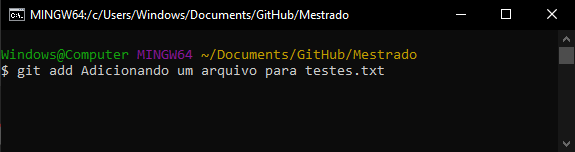 MINGW64:/c/Users/Windows/Documents/GitHub/Mestrado
Windows@Computer MINGW64 ~/Documents/GitHub/Mestrado
$ git add Adicionando um arquivo para testes.txt